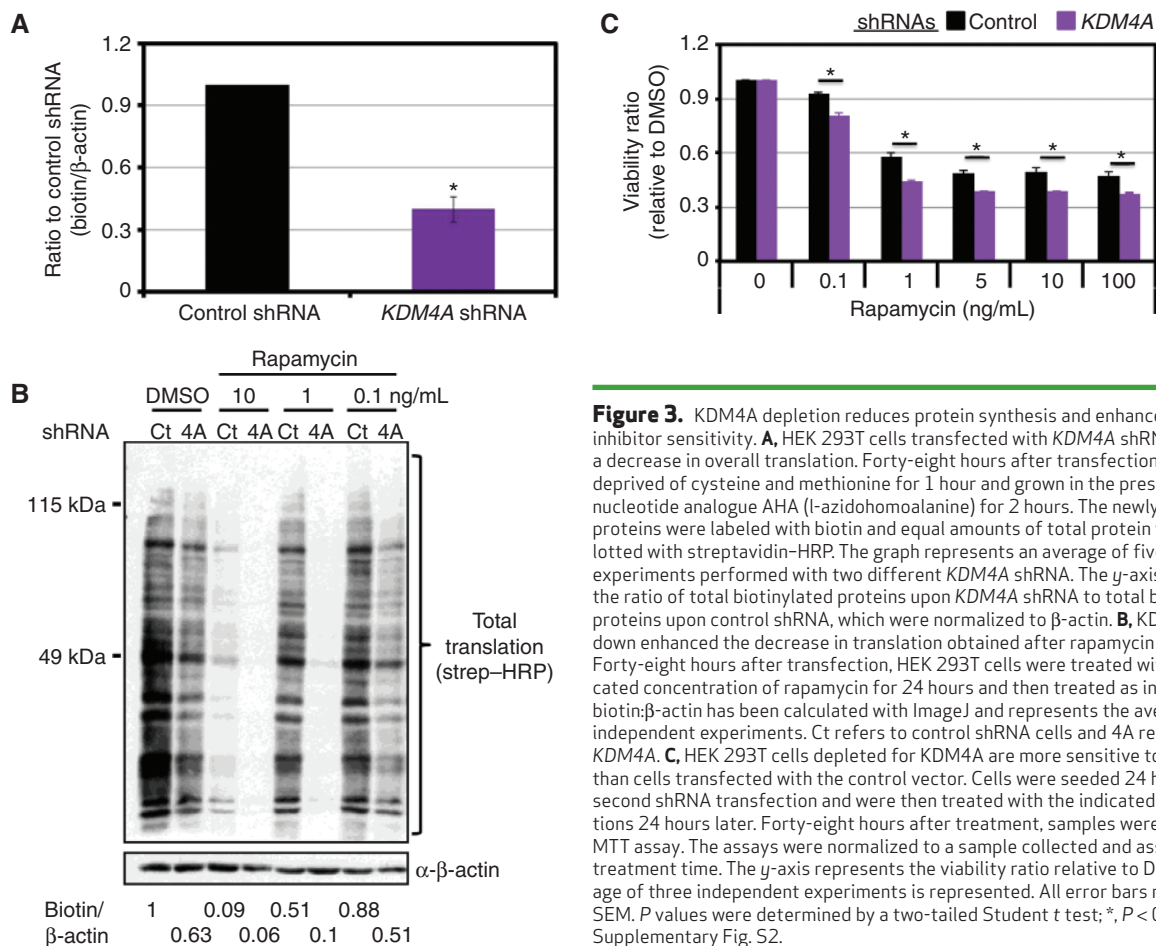 A
1.2
0.9
0.6
0.3
0
Ratio to control shRNA
(biotin/β-actin)
*
Control shRNA
KDM4A shRNA
C
shRNAs Control KDM4A
1.2
0.9
0.6
0.3
0
Viability ratio
(relative to DMSO)
* * * * *
0 0.1 1 5 10 100
Rapamycin (ng/mL)
B
Rapamycin
DMSO 10 1 0.1 ng/mL
shRNA Ct 4A Ct 4A Ct 4A Ct 4A
115 kDa
49 kDa
Total
translation
(strep–HRP)
α-β-actin
Biotin/ 1 0.09 0.51 0.88
β-actin 0.63 0.06 0.1 0.51
Figure 3. KDM4A depletion reduces protein synthesis and enhance
inhibitor sensitivity. A, HEK 293T cells transfected with KDM4A shRN
a decrease in overall translation. Forty-eight hours after transfection
deprived of cysteine and methionine for 1 hour and grown in the pres
nucleotide analogue AHA (l-azidohomoalanine) for 2 hours. The newly
proteins were labeled with biotin and equal amounts of total protein
lotted with streptavidin–HRP. The graph represents an average of five
experiments performed with two different KDM4A shRNA. The y-axis
the ratio of total biotinylated proteins upon KDM4A shRNA to total b
proteins upon control shRNA, which were normalized to β-actin. B, KD
down enhanced the decrease in translation obtained after rapamycin
Forty-eight hours after transfection, HEK 293T cells were treated wi
cated concentration of rapamycin for 24 hours and then treated as in
biotin:β-actin has been calculated with ImageJ and represents the ave
independent experiments. Ct refers to control shRNA cells and 4A re
KDM4A. C, HEK 293T cells depleted for KDM4A are more sensitive to
than cells transfected with the control vector. Cells were seeded 24 h
second shRNA transfection and were then treated with the indicated
tions 24 hours later. Forty-eight hours after treatment, samples were
MTT assay. The assays were normalized to a sample collected and as
treatment time. The y-axis represents the viability ratio relative to D
age of three independent experiments is represented. All error bars r
SEM. P values were determined by a two-tailed Student t test; *, P < 0
Supplementary Fig. S2.